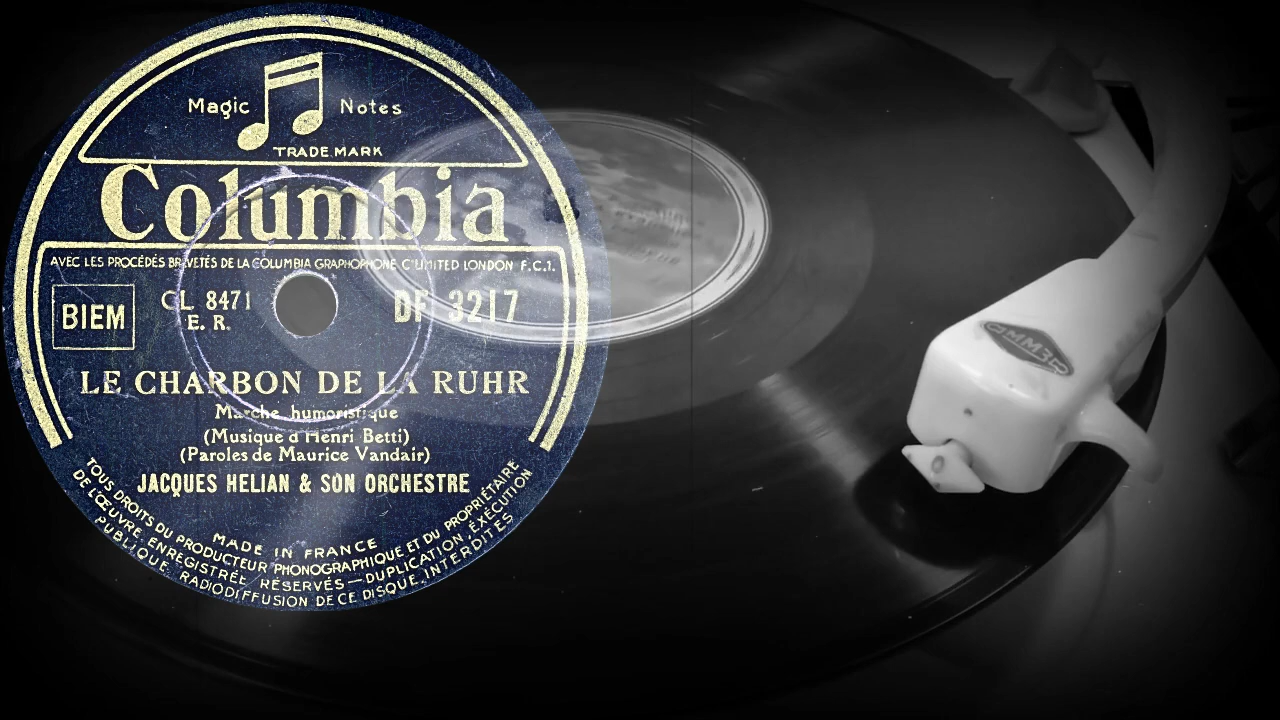 Magic Notes
TRADE MARK
Columbia
AVEC LES PROCÉDÉS BREVETÉS DE LA COLUMBIA GRAPHOPHONE Cº LIMITED LONDON F.C.1.
BIEM
CL 8471
E. R.
DF 3217
LE CHARBON DE LA RUHR
Marche humoristique
(Musique d'Henri Betti)
(Paroles de Maurice Vandair)
JACQUES HELIAN & SON ORCHESTRE
MADE IN FRANCE
TOUS DROITS DU PRODUCTEUR PHONOGRAPHIQUE ET DU PROPRIÉTAIRE
DE L'ŒUVRE ENREGISTRÉE RÉSERVÉS — DUPLICATION, EXÉCUTION
PUBLIQUE, RADIODIFFUSION DE CE DISQUE INTERDITES